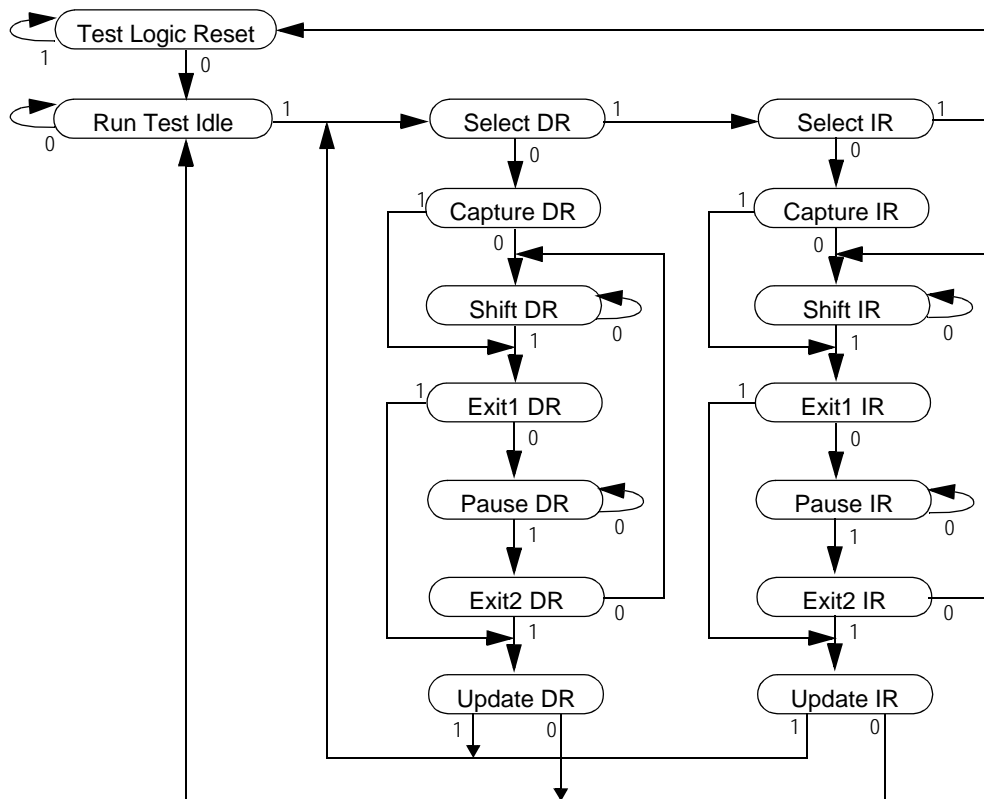 Test Logic Reset
1
0
Run Test Idle
1
Select DR
1
Select IR
1
0
0
0
1
Capture DR
1
Capture IR
0
0
Shift DR
Shift IR
0
0
1
1
1
Exit1 DR
1
Exit1 IR
0
0
Pause DR
Pause IR
0
0
1
1
Exit2 DR
Exit2 IR
0
0
1
1
Update DR
Update IR
1
0
1
0